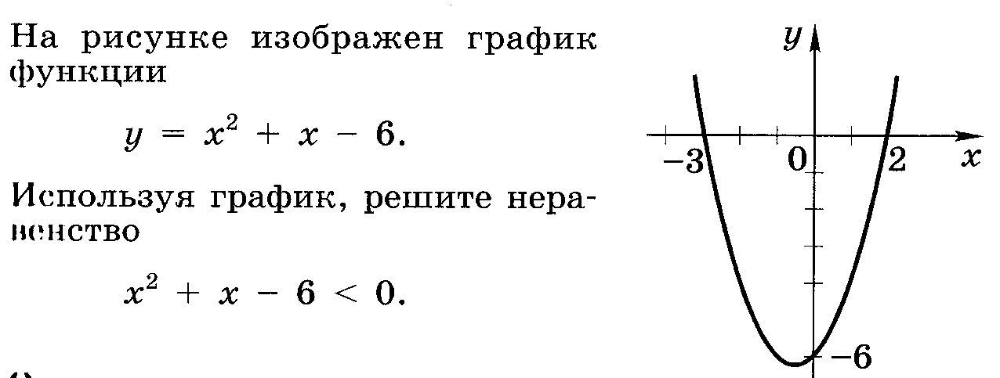 На рисунке изображен график
функции
y = x² + x − 6.
Используя график, решите нера-
венство
x² + x − 6 < 0.
y
−3
0
2
x
−6